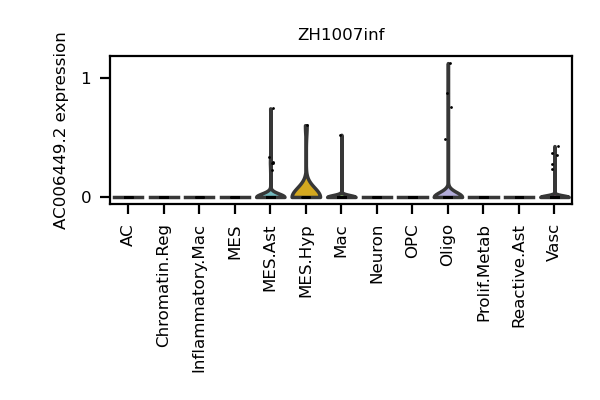 ZH1007inf
AC006449.2 expression
1
0
AC
Chromatin.Reg
Inflammatory.Mac
MES
MES.Ast
MES.Hyp
Mac
Neuron
OPC
Oligo
Prolif.Metab
Reactive.Ast
Vasc